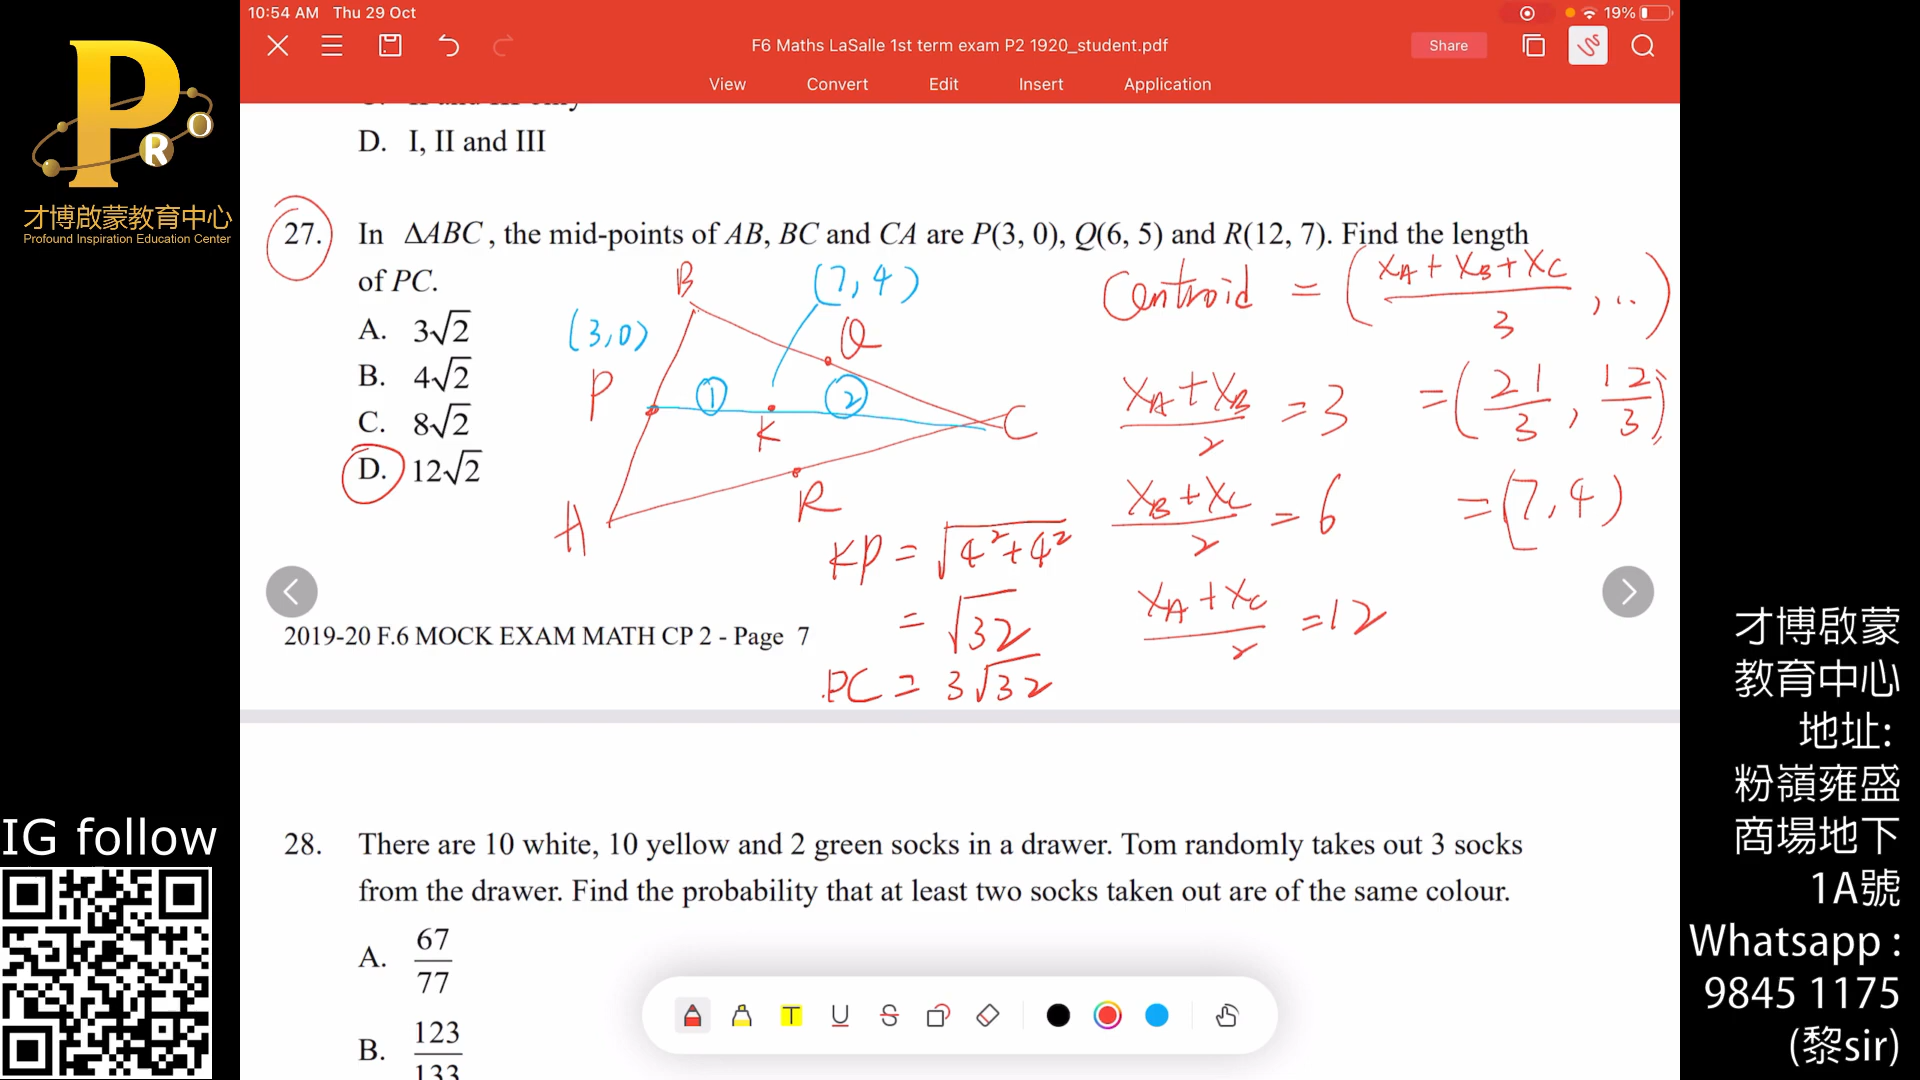 10:54 AM Thu 29 Oct
19%
F6 Maths LaSalle 1st term exam P2 1920_student.pdf
Share
View Convert Edit Insert Application
PRO
才博啟蒙教育中心
Profound Inspiration Education Center
D. I, II and III
27. In ΔABC, the mid-points of AB, BC and CA are P(3, 0), Q(6, 5) and R(12, 7). Find the length
of PC.
A. 3√2
B. 4√2
C. 8√2
D. 12√2
B
(7, 4)
(3, 0)
Q
P
1
2
K
C
R
A
Centroid = (xA + xB + xC / 3 , ..)
xA + xB / 2 = 3
= (21/3 , 12/3)
xB + xC / 2 = 6
= (7, 4)
xA + xC / 2 = 12
KP = √4² + 4²
= √32
PC = 3√32
2019-20 F.6 MOCK EXAM MATH CP 2 - Page 7
28. There are 10 white, 10 yellow and 2 green socks in a drawer. Tom randomly takes out 3 socks
from the drawer. Find the probability that at least two socks taken out are of the same colour.
A. 67/77
B. 123/133
IG follow
才博啟蒙
教育中心
地址:
粉嶺雍盛
商場地下
1A號
Whatsapp :
9845 1175
(黎sir)